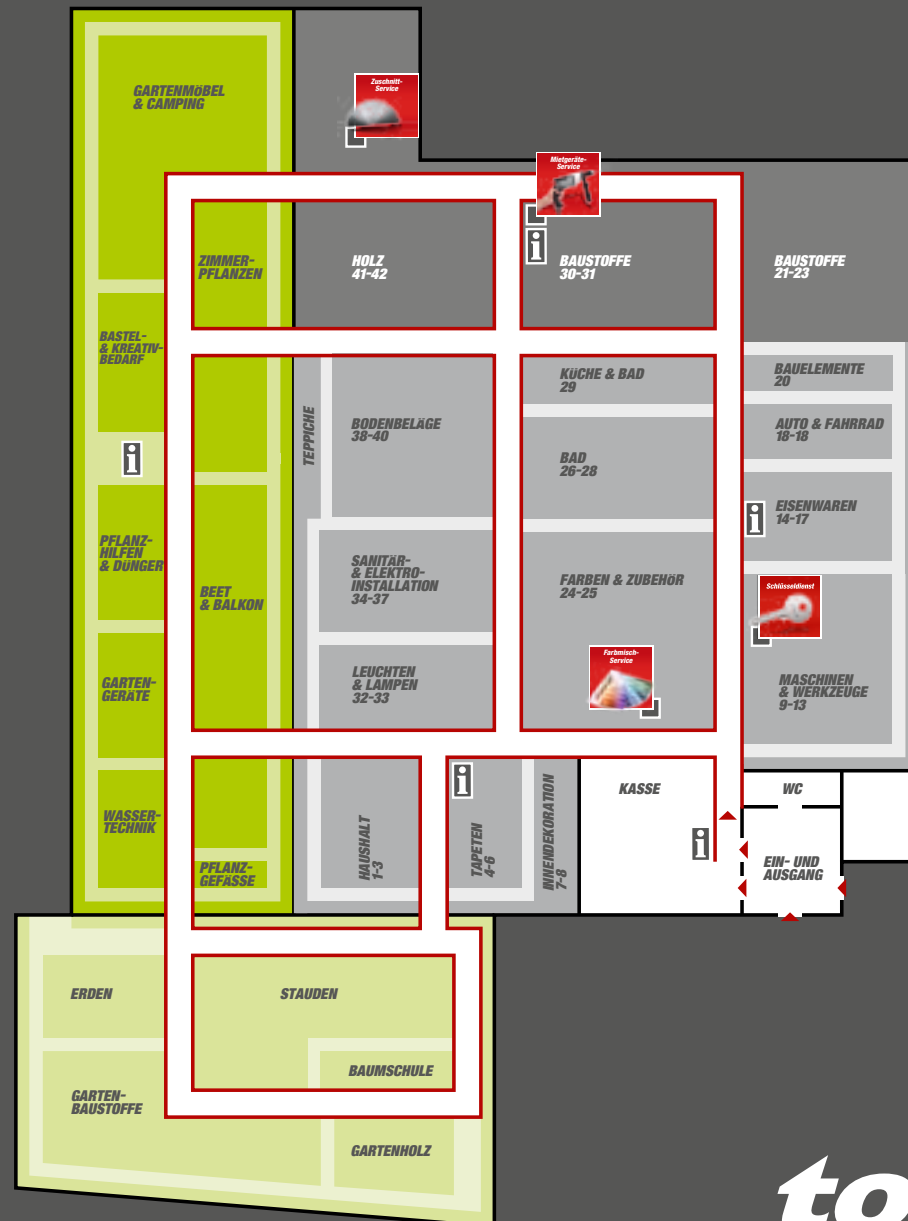 GARTENMÖBEL
& CAMPING
Zuschnitt-
Service
Mietgeräte-
Service
ZIMMER-
PFLANZEN
HOLZ
41-42
BAUSTOFFE
30-31
BAUSTOFFE
21-23
BASTEL-
& KREATIV-
BEDARF
TEPPICHE
BODENBELÄGE
38-40
KÜCHE & BAD
29
BAD
26-28
BAUELEMENTE
20
AUTO & FAHRRAD
18-18
EISENWAREN
14-17
PFLANZ-
HILFEN
& DÜNGER
BEET
& BALKON
SANITÄR-
& ELEKTRO-
INSTALLATION
34-37
FARBEN & ZUBEHÖR
24-25
Schlüsseldienst
Farbmisch-
Service
GARTEN-
GERÄTE
LEUCHTEN
& LAMPEN
32-33
MASCHINEN
& WERKZEUGE
9-13
WASSER-
TECHNIK
PFLANZ-
GEFÄSSE
HAUSHALT
1-3
TAPETEN
4-6
INNENDEKORATION
7-8
KASSE
WC
EIN- UND
AUSGANG
i
i
i
i
i
ERDEN
STAUDEN
BAUMSCHULE
GARTEN-
BAUSTOFFE
GARTENHOLZ
to